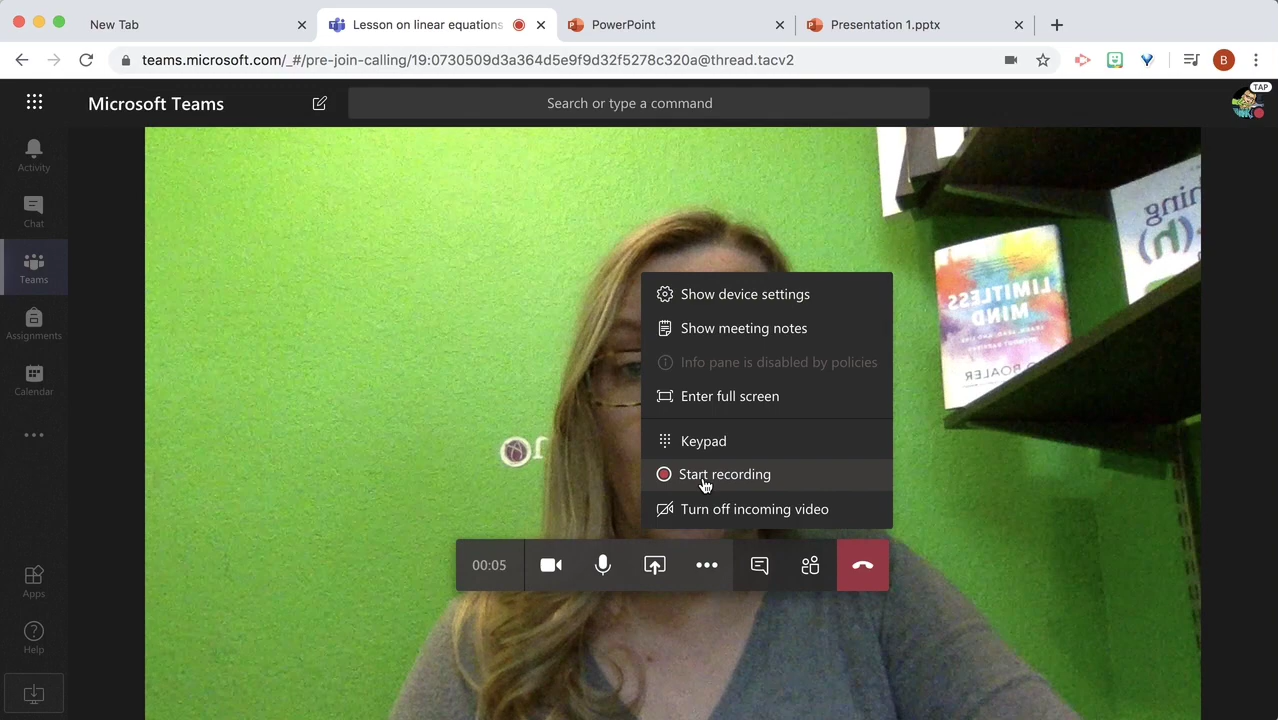 New Tab
Lesson on linear equations
PowerPoint
Presentation 1.pptx
teams.microsoft.com/_#/pre-join-calling/19:0730509d3a364d5e9f9d32f5278c320a@thread.tacv2
B
Microsoft Teams
Search or type a command
TAP
Activity
Chat
Teams
Assignments
Calendar
Apps
Help
Show device settings
Show meeting notes
Info pane is disabled by policies
Enter full screen
Keypad
Start recording
Turn off incoming video
00:05
LIMITLESS
MIND
BOALER